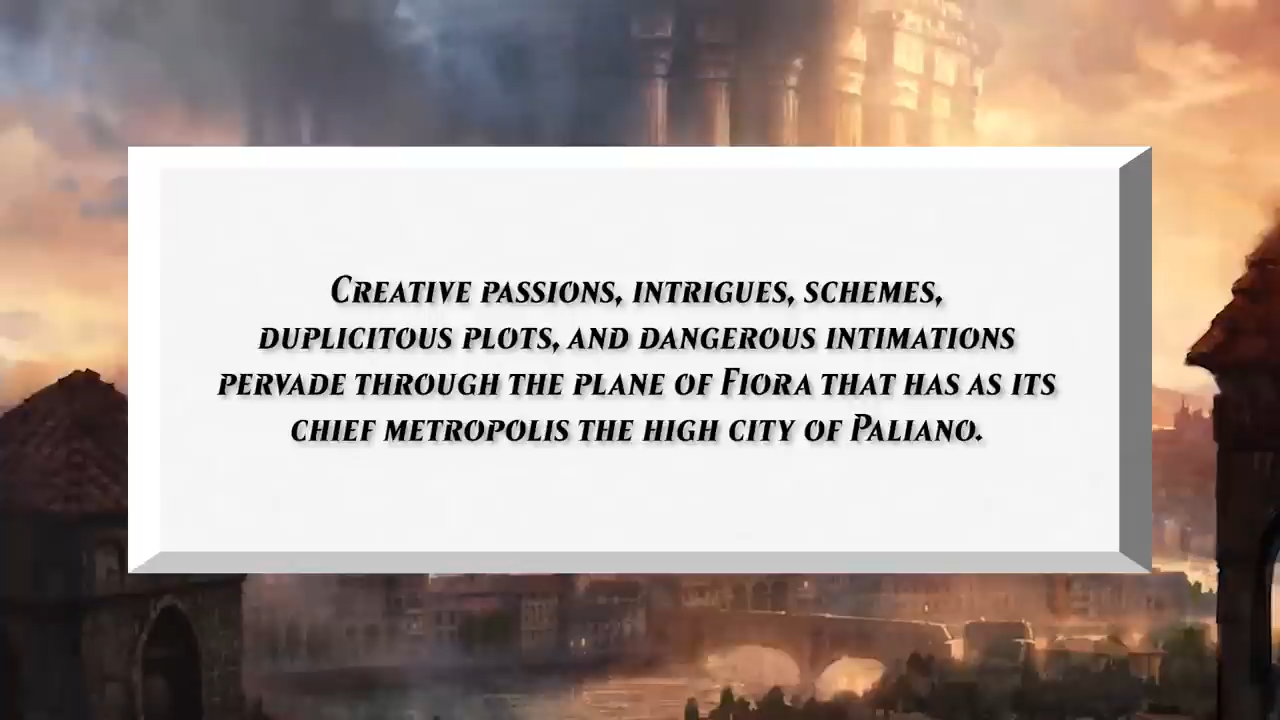 Creative passions, intrigues, schemes,
duplicitous plots, and dangerous intimations
pervade through the plane of Fiora that has as its
chief metropolis the high city of Paliano.